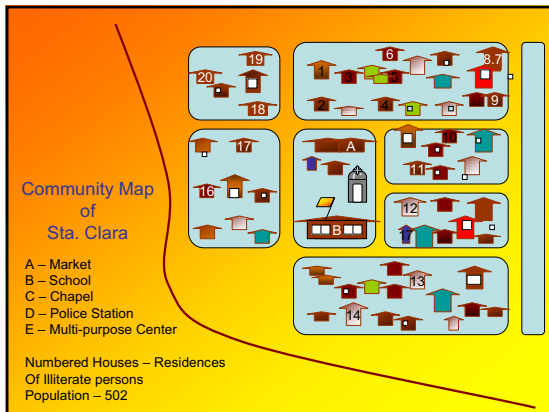 19
20
18
6
8.7
1
3
5
2
4
9
17
A
10
11
16
12
17
B
13
14
Community Map
of
Sta. Clara
A – Market
B – School
C – Chapel
D – Police Station
E – Multi-purpose Center
Numbered Houses – Residences
Of Illiterate persons
Population – 502